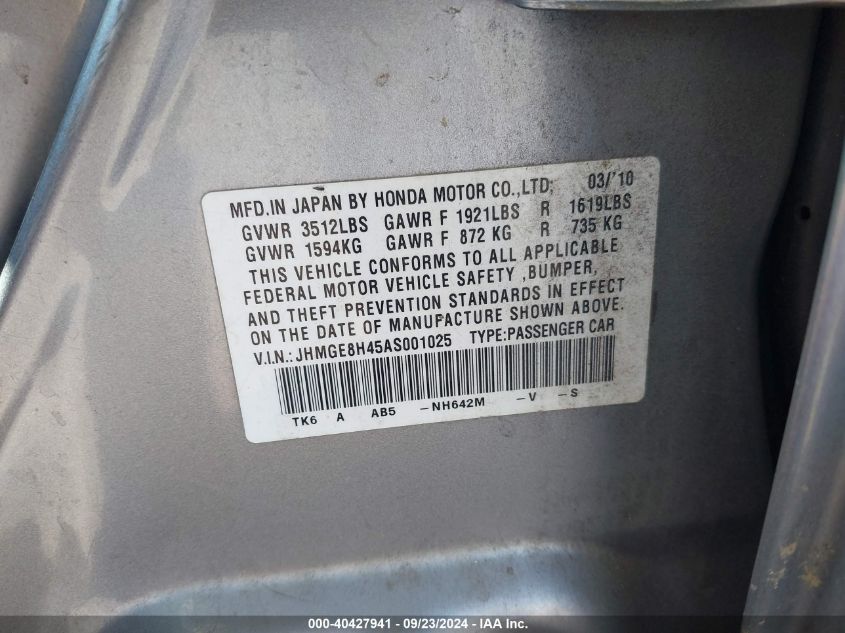 MFD.IN JAPAN BY HONDA MOTOR CO.,LTD; 03/'10
GVWR 3512LBS GAWR F 1921LBS R 1619LBS
GVWR 1594KG GAWR F 872 KG R 735 KG
THIS VEHICLE CONFORMS TO ALL APPLICABLE
FEDERAL MOTOR VEHICLE SAFETY ,BUMPER,
AND THEFT PREVENTION STANDARDS IN EFFECT
ON THE DATE OF MANUFACTURE SHOWN ABOVE.
V.I.N.:JHMGE8H45AS001025 TYPE:PASSENGER CAR
TK6 A AB5 -NH642M -V -S
000-40427941 - 09/23/2024 - IAA Inc.